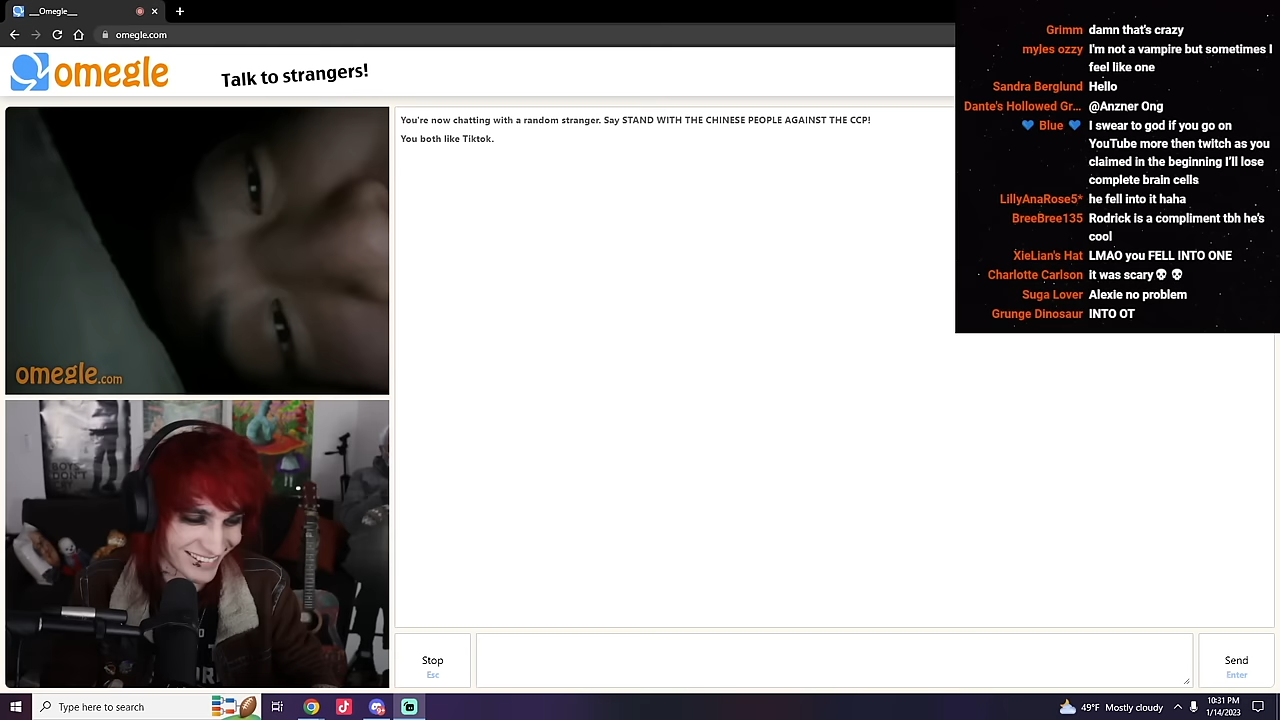 __Omegle__
omegle.com
omegle
Talk to strangers!
You're now chatting with a random stranger. Say STAND WITH THE CHINESE PEOPLE AGAINST THE CCP!
You both like Tiktok.
omegle.com
BOYS
DON'T
CRY
Stop
Esc
Send
Enter
Grimm damn that's crazy
myles ozzy I'm not a vampire but sometimes I
feel like one
Sandra Berglund Hello
Dante's Hollowed Gr… @Anzner Ong
💙 Blue 💙 I swear to god if you go on
YouTube more then twitch as you
claimed in the beginning I'll lose
complete brain cells
LillyAnaRose5* he fell into it haha
BreeBree135 Rodrick is a compliment tbh he's
cool
XieLian's Hat LMAO you FELL INTO ONE
Charlotte Carlson it was scary💀 💀
Suga Lover Alexie no problem
Grunge Dinosaur INTO OT
Type here to search
49°F Mostly cloudy
10:31 PM
1/14/2023